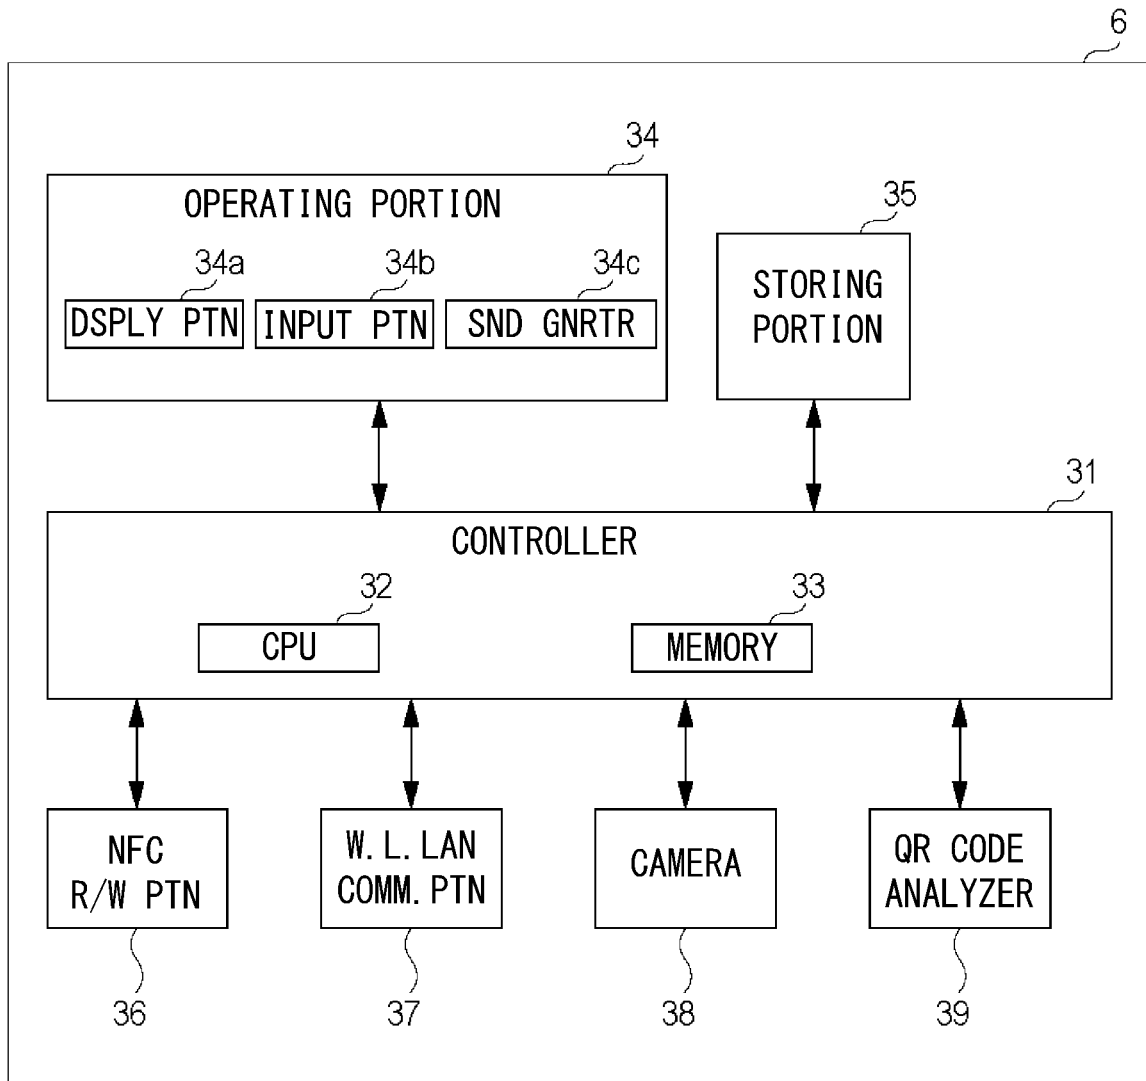 6
34
OPERATING PORTION
35
34a
34b
34c
DSPLY PTN
INPUT PTN
SND GNRTR
STORING
PORTION
31
CONTROLLER
32
33
CPU
MEMORY
NFC
R/W PTN
W.L.LAN
COMM.PTN
CAMERA
QR CODE
ANALYZER
36
37
38
39